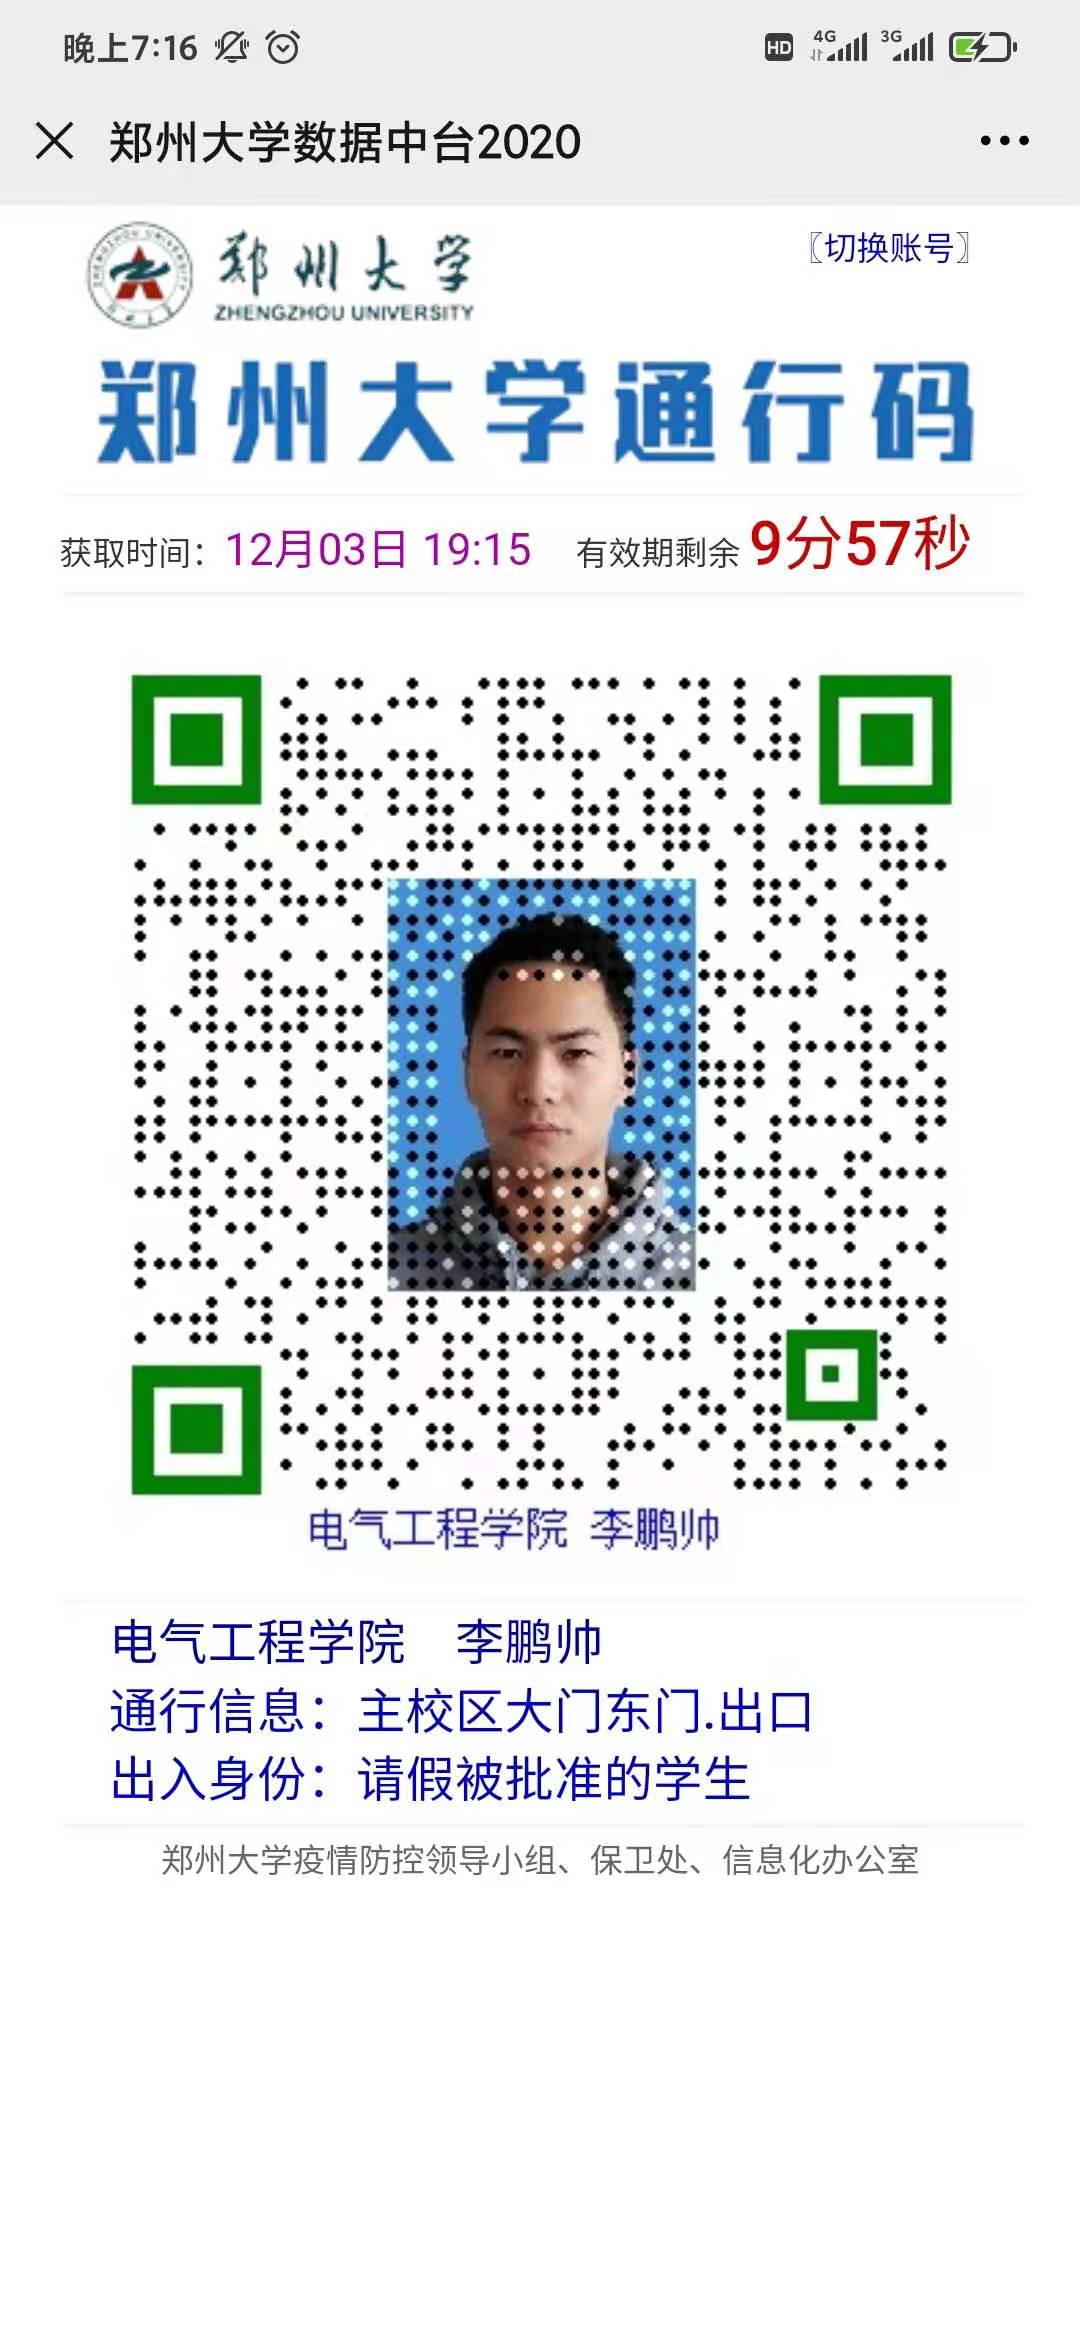 晚上7:16
HD 4G 3G
郑州大学数据中台2020
郑州大学
ZHENGZHOU UNIVERSITY
〖切换账号〗
郑州大学通行码
获取时间：12月03日 19:15 有效期剩余 9分57秒
电气工程学院 李鹏帅
电气工程学院 李鹏帅
通行信息：主校区大门东门.出口
出入身份：请假被批准的学生
郑州大学疫情防控领导小组、保卫处、信息化办公室